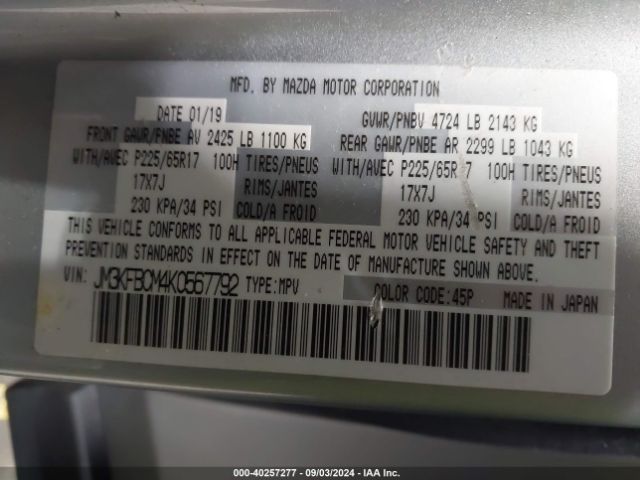 MFD. BY MAZDA MOTOR CORPORATION
DATE 01/19 GVWR/PNBV 4724 LB 2143 KG
FRONT GAWR/PNBE AV 2425 LB 1100 KG REAR GAWR/PNBE AR 2299 LB 1043 KG
WITH/AVEC P225/65R17 100H TIRES/PNEUS WITH/AVEC P225/65R 7 100H TIRES/PNEUS
17X7J RIMS/JANTES 17X7J RIMS/JANTES
230 KPA/34 PSI COLD/A FROID 230 KPA/34 PSI COLD/A FROID
THIS VEHICLE CONFORMS TO ALL APPLICABLE FEDERAL MOTOR VEHICLE SAFETY AND THEFT
PREVENTION STANDARDS IN EFFECT ON THE DATE OF MANUFACTURE SHOWN ABOVE.
VIN: JM3KFBCM4K0567792 TYPE:MPV COLOR CODE:45P MADE IN JAPAN
000-40257277 - 09/03/2024 - IAA Inc.